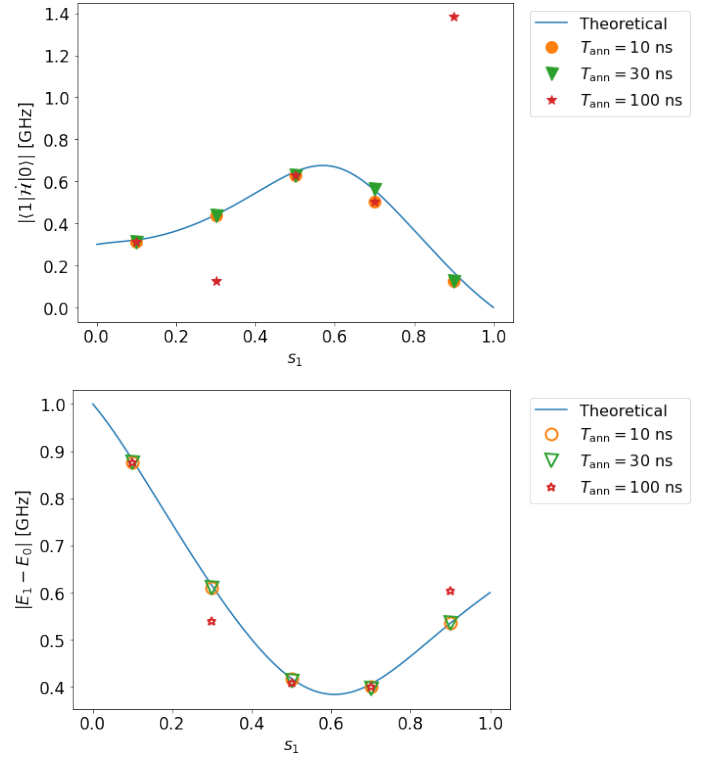 1.4
1.2
1.0
0.8
0.6
0.4
0.2
0.0
|⟨1|Ḣ|0⟩| [GHz]
0.0 0.2 0.4 0.6 0.8 1.0
s₁
Theoretical
T_ann = 10 ns
T_ann = 30 ns
T_ann = 100 ns
1.0
0.9
0.8
0.7
0.6
0.5
0.4
|E₁ − E₀| [GHz]
0.0 0.2 0.4 0.6 0.8 1.0
s₁
Theoretical
T_ann = 10 ns
T_ann = 30 ns
T_ann = 100 ns